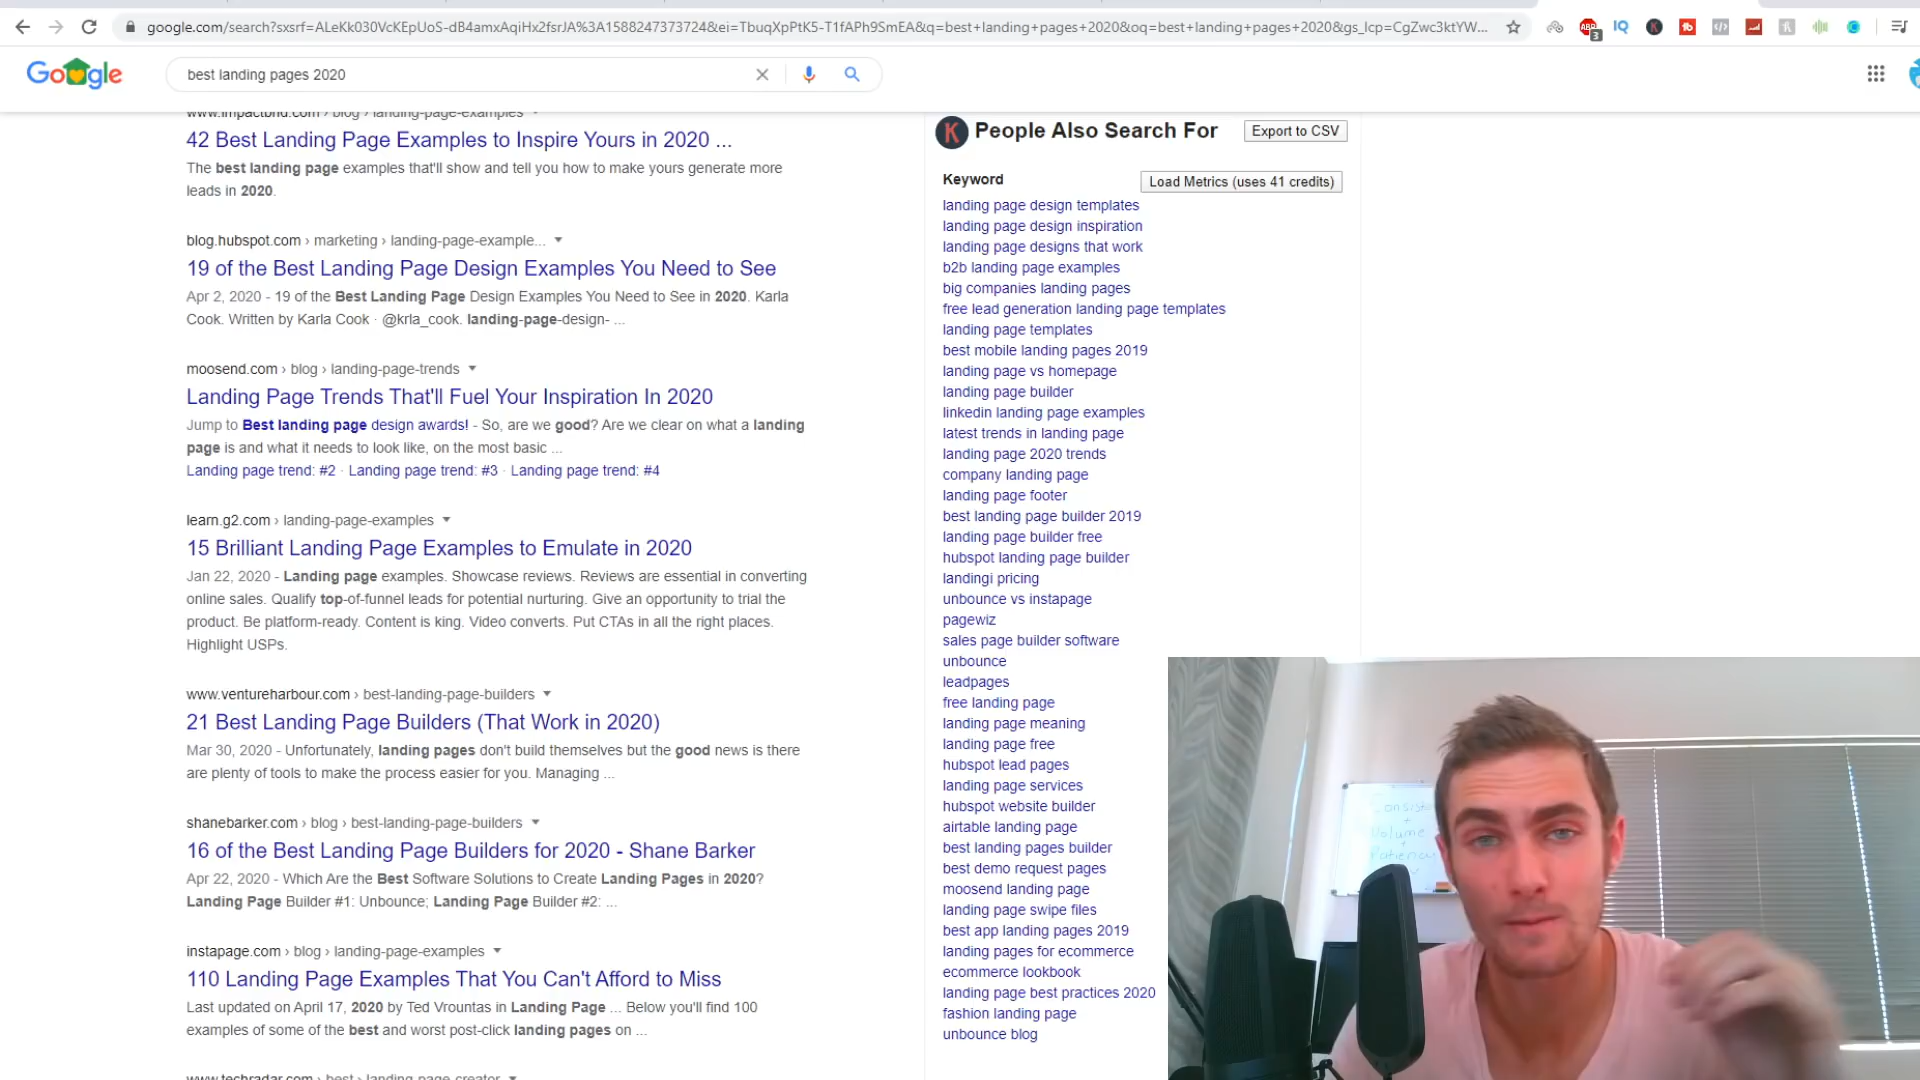 google.com/search?sxsrf=ALeKk030VcKEpUoS-dB4amxAqiHx2fsrJA%3A1588247373724&ei=TbuqXpPtK5-T1fAPh9SmEA&q=best+landing+pages+2020&oq=best+landing+pages+2020&gs_lcp=CgZwc3ktYW...
Google
best landing pages 2020
www.impactbnd.com › blog › landing-page-examples
42 Best Landing Page Examples to Inspire Yours in 2020 ...
The best landing page examples that'll show and tell you how to make yours generate more
leads in 2020.
blog.hubspot.com › marketing › landing-page-example...
19 of the Best Landing Page Design Examples You Need to See
Apr 2, 2020 - 19 of the Best Landing Page Design Examples You Need to See in 2020. Karla
Cook. Written by Karla Cook · @krla_cook. landing-page-design- ...
moosend.com › blog › landing-page-trends
Landing Page Trends That'll Fuel Your Inspiration In 2020
Jump to Best landing page design awards! - So, are we good? Are we clear on what a landing
page is and what it needs to look like, on the most basic ...
Landing page trend: #2 · Landing page trend: #3 · Landing page trend: #4
learn.g2.com › landing-page-examples
15 Brilliant Landing Page Examples to Emulate in 2020
Jan 22, 2020 - Landing page examples. Showcase reviews. Reviews are essential in converting
online sales. Qualify top-of-funnel leads for potential nurturing. Give an opportunity to trial the
product. Be platform-ready. Content is king. Video converts. Put CTAs in all the right places.
Highlight USPs.
www.ventureharbour.com › best-landing-page-builders
21 Best Landing Page Builders (That Work in 2020)
Mar 30, 2020 - Unfortunately, landing pages don't build themselves but the good news is there
are plenty of tools to make the process easier for you. Managing ...
shanebarker.com › blog › best-landing-page-builders
16 of the Best Landing Page Builders for 2020 - Shane Barker
Apr 22, 2020 - Which Are the Best Software Solutions to Create Landing Pages in 2020?
Landing Page Builder #1: Unbounce; Landing Page Builder #2: ...
instapage.com › blog › landing-page-examples
110 Landing Page Examples That You Can't Afford to Miss
Last updated on April 17, 2020 by Ted Vrountas in Landing Page ... Below you'll find 100
examples of some of the best and worst post-click landing pages on ...
www.techradar.com › best › landing-page-creator
K People Also Search For
Export to CSV
Keyword
Load Metrics (uses 41 credits)
landing page design templates
landing page design inspiration
landing page designs that work
b2b landing page examples
big companies landing pages
free lead generation landing page templates
landing page templates
best mobile landing pages 2019
landing page vs homepage
landing page builder
linkedin landing page examples
latest trends in landing page
landing page 2020 trends
company landing page
landing page footer
best landing page builder 2019
landing page builder free
hubspot landing page builder
landingi pricing
unbounce vs instapage
pagewiz
sales page builder software
unbounce
leadpages
free landing page
landing page meaning
landing page free
hubspot lead pages
landing page services
hubspot website builder
airtable landing page
best landing pages builder
best demo request pages
moosend landing page
landing page swipe files
best app landing pages 2019
landing pages for ecommerce
ecommerce lookbook
landing page best practices 2020
fashion landing page
unbounce blog
+
Volume